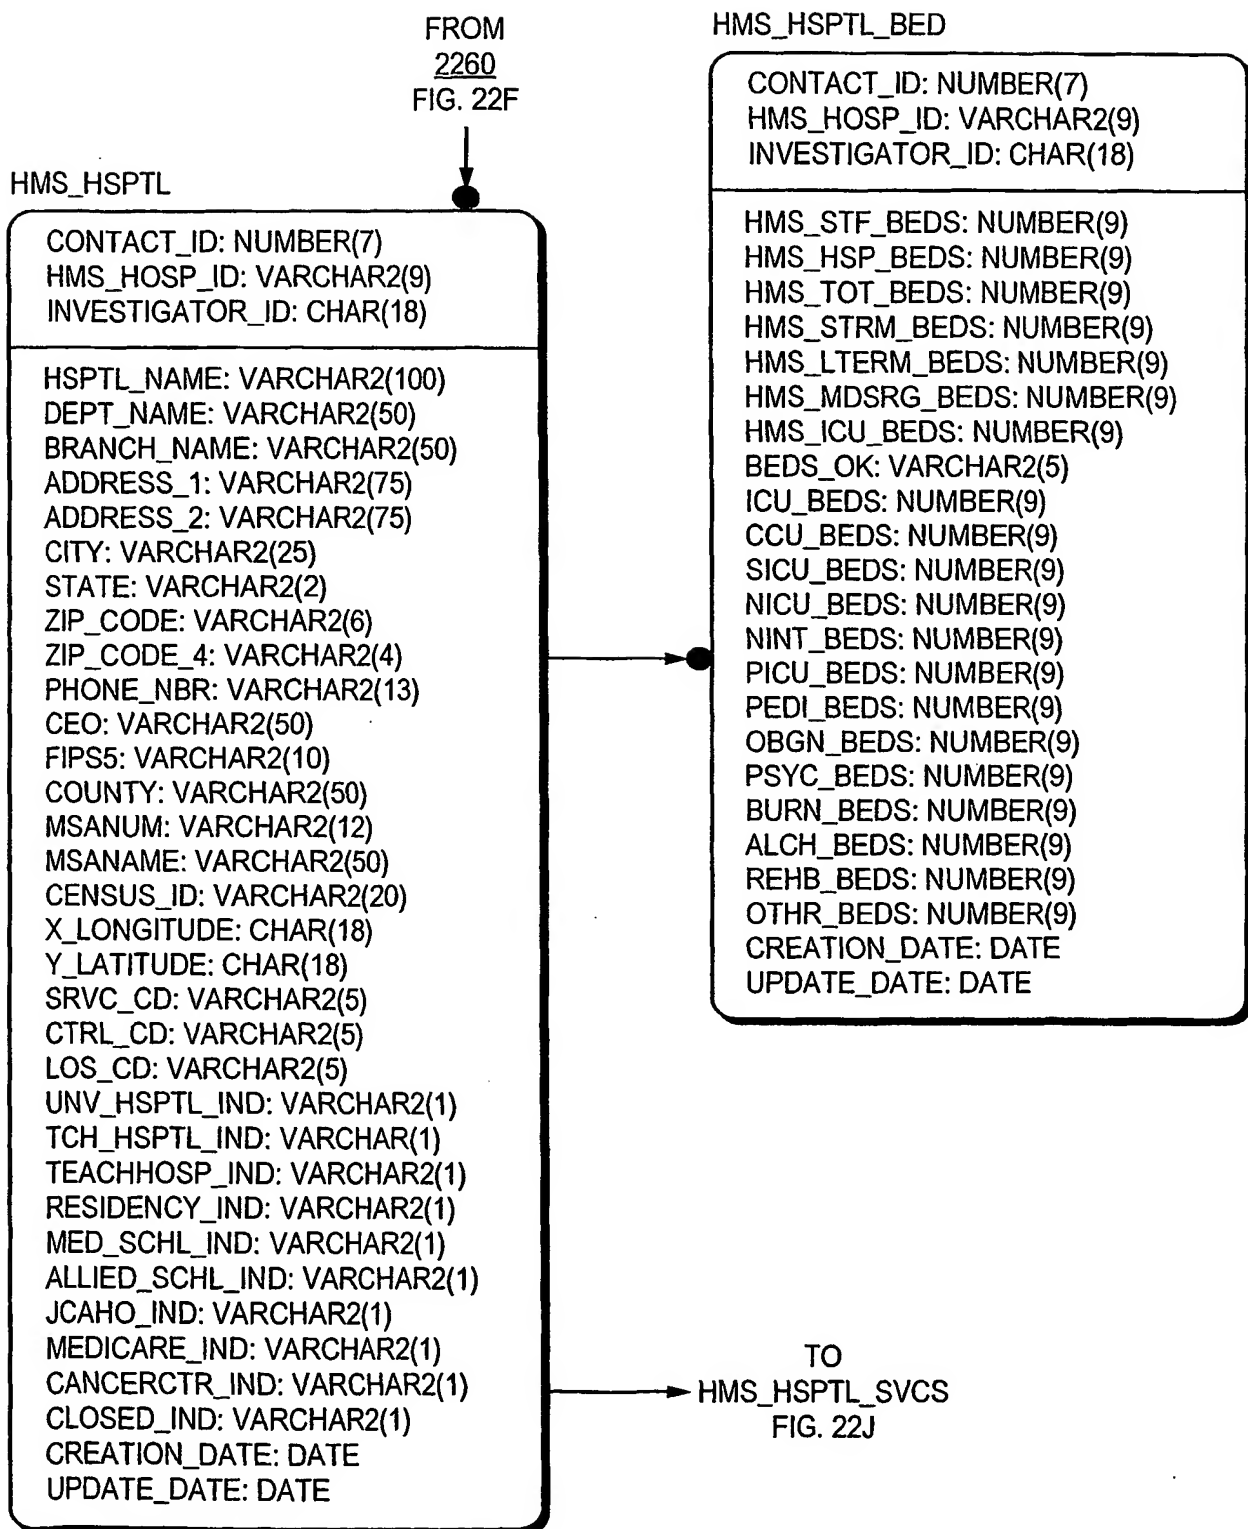 FROM
2260
FIG. 22F
HMS_HSPTL
CONTACT_ID: NUMBER(7)
HMS_HOSP_ID: VARCHAR2(9)
INVESTIGATOR_ID: CHAR(18)
HSPTL_NAME: VARCHAR2(100)
DEPT_NAME: VARCHAR2(50)
BRANCH_NAME: VARCHAR2(50)
ADDRESS_1: VARCHAR2(75)
ADDRESS_2: VARCHAR2(75)
CITY: VARCHAR2(25)
STATE: VARCHAR2(2)
ZIP_CODE: VARCHAR2(6)
ZIP_CODE_4: VARCHAR2(4)
PHONE_NBR: VARCHAR2(13)
CEO: VARCHAR2(50)
FIPS5: VARCHAR2(10)
COUNTY: VARCHAR2(50)
MSANUM: VARCHAR2(12)
MSANAME: VARCHAR2(50)
CENSUS_ID: VARCHAR2(20)
X_LONGITUDE: CHAR(18)
Y_LATITUDE: CHAR(18)
SRVC_CD: VARCHAR2(5)
CTRL_CD: VARCHAR2(5)
LOS_CD: VARCHAR2(5)
UNV_HSPTL_IND: VARCHAR2(1)
TCH_HSPTL_IND: VARCHAR(1)
TEACHHOSP_IND: VARCHAR2(1)
RESIDENCY_IND: VARCHAR2(1)
MED_SCHL_IND: VARCHAR2(1)
ALLIED_SCHL_IND: VARCHAR2(1)
JCAHO_IND: VARCHAR2(1)
MEDICARE_IND: VARCHAR2(1)
CANCERCTR_IND: VARCHAR2(1)
CLOSED_IND: VARCHAR2(1)
CREATION_DATE: DATE
UPDATE_DATE: DATE
HMS_HSPTL_BED
CONTACT_ID: NUMBER(7)
HMS_HOSP_ID: VARCHAR2(9)
INVESTIGATOR_ID: CHAR(18)
HMS_STF_BEDS: NUMBER(9)
HMS_HSP_BEDS: NUMBER(9)
HMS_TOT_BEDS: NUMBER(9)
HMS_STRM_BEDS: NUMBER(9)
HMS_LTERM_BEDS: NUMBER(9)
HMS_MDSRG_BEDS: NUMBER(9)
HMS_ICU_BEDS: NUMBER(9)
BEDS_OK: VARCHAR2(5)
ICU_BEDS: NUMBER(9)
CCU_BEDS: NUMBER(9)
SICU_BEDS: NUMBER(9)
NICU_BEDS: NUMBER(9)
NINT_BEDS: NUMBER(9)
PICU_BEDS: NUMBER(9)
PEDI_BEDS: NUMBER(9)
OBGN_BEDS: NUMBER(9)
PSYC_BEDS: NUMBER(9)
BURN_BEDS: NUMBER(9)
ALCH_BEDS: NUMBER(9)
REHB_BEDS: NUMBER(9)
OTHR_BEDS: NUMBER(9)
CREATION_DATE: DATE
UPDATE_DATE: DATE
TO
HMS_HSPTL_SVCS
FIG. 22J